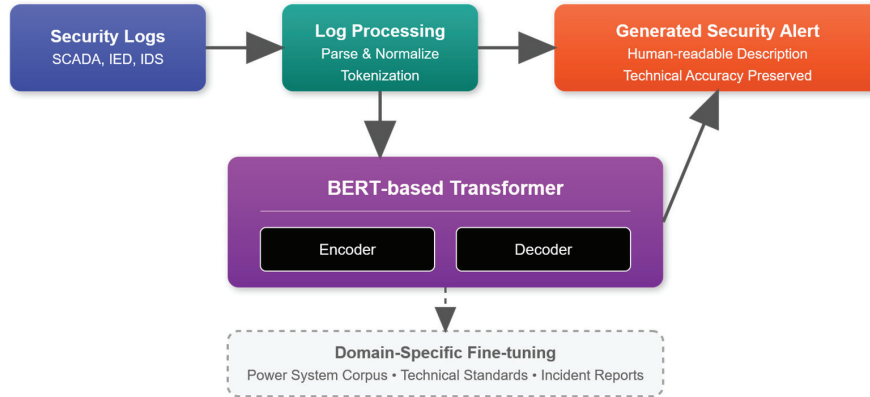 Security Logs
SCADA, IED, IDS
Log Processing
Parse & Normalize
Tokenization
Generated Security Alert
Human-readable Description
Technical Accuracy Preserved
BERT-based Transformer
Encoder
Decoder
Domain-Specific Fine-tuning
Power System Corpus • Technical Standards • Incident Reports